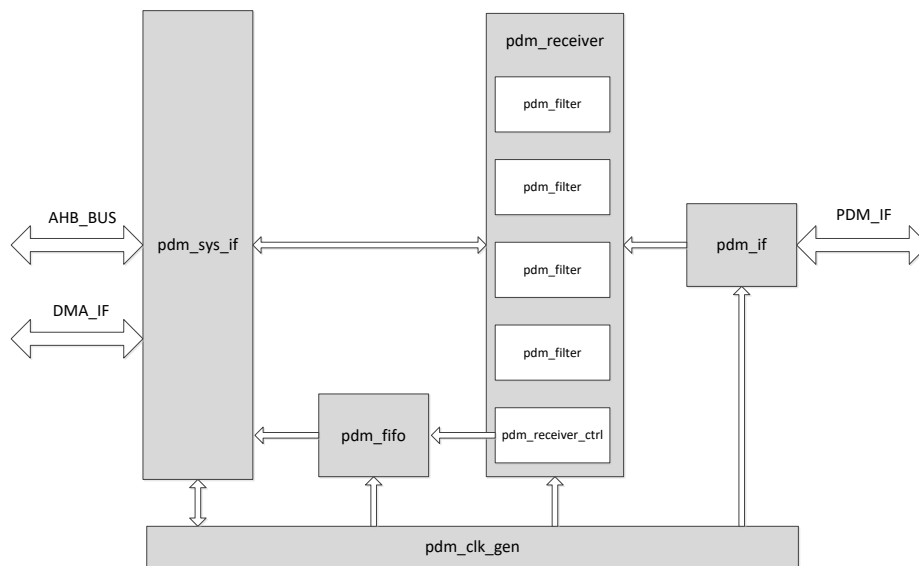 pdm_receiver
pdm_filter
pdm_filter
AHB_BUS
PDM_IF
pdm_sys_if
pdm_filter
pdm_if
DMA_IF
pdm_filter
pdm_fifo
pdm_receiver_ctrl
pdm_clk_gen